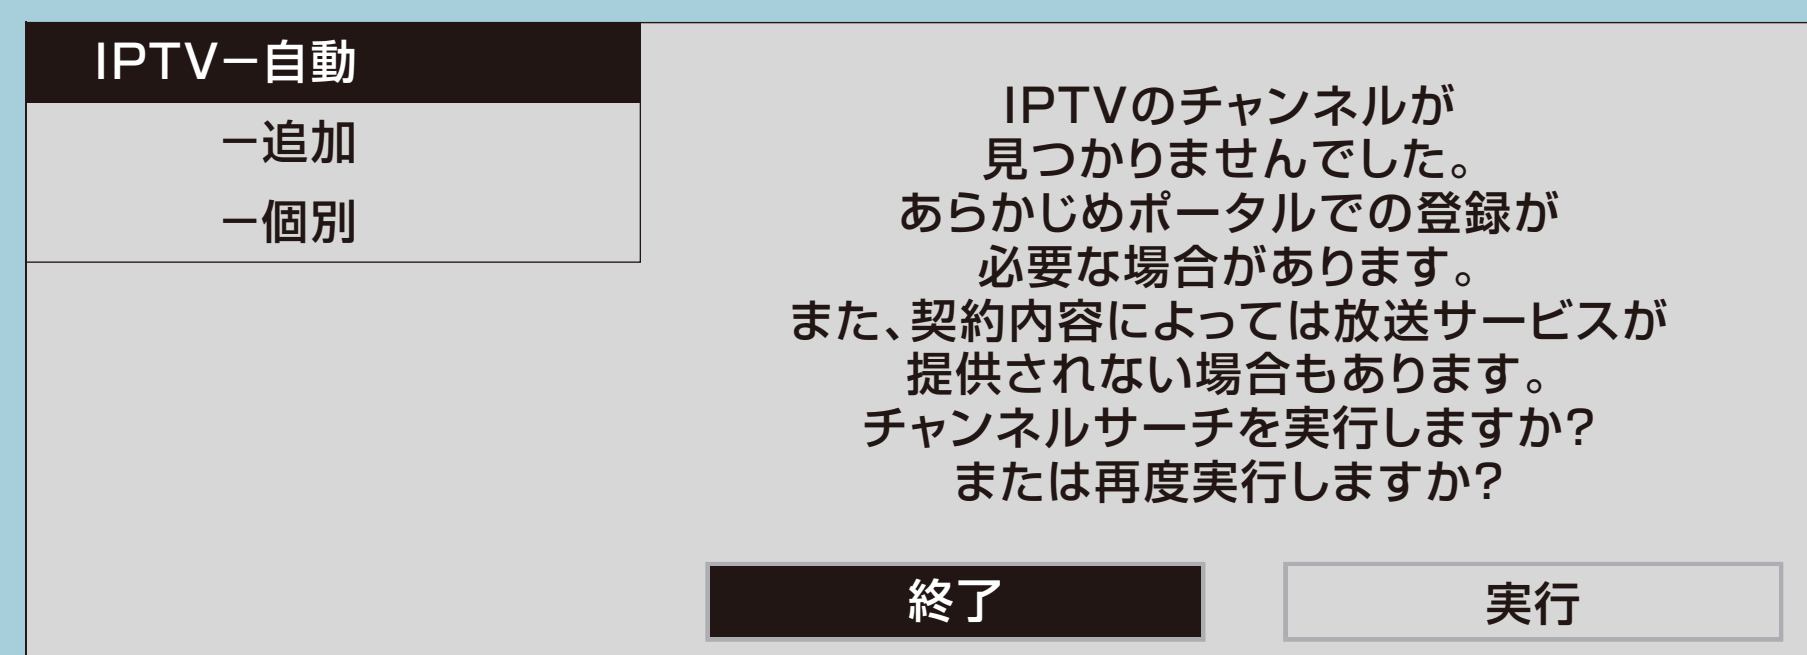 IPTV－自動
－追加
－個別
IPTVのチャンネルが
見つかりませんでした。
あらかじめポータルでの登録が
必要な場合があります。
また、契約内容によっては放送サービスが
提供されない場合もあります。
チャンネルサーチを実行しますか?
または再度実行しますか?
終了
実行